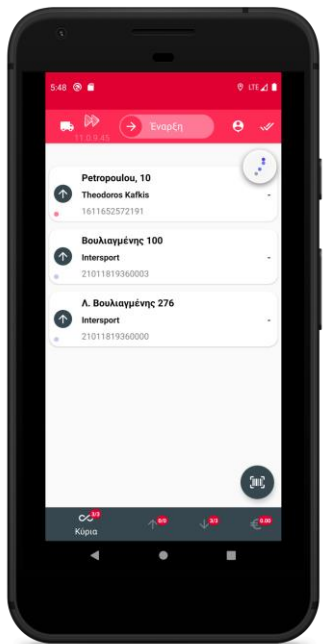 5:48
LTE
11.0.9.45
Έναρξη
Petropoulou, 10
Theodoros Kafkis
-
1611652572191
Βουλιαγμένης 100
Intersport
-
21011819360003
Λ. Βουλιαγμένης 276
Intersport
-
21011819360000
3/3
0/0
3/3
€
0.00
Κύρια